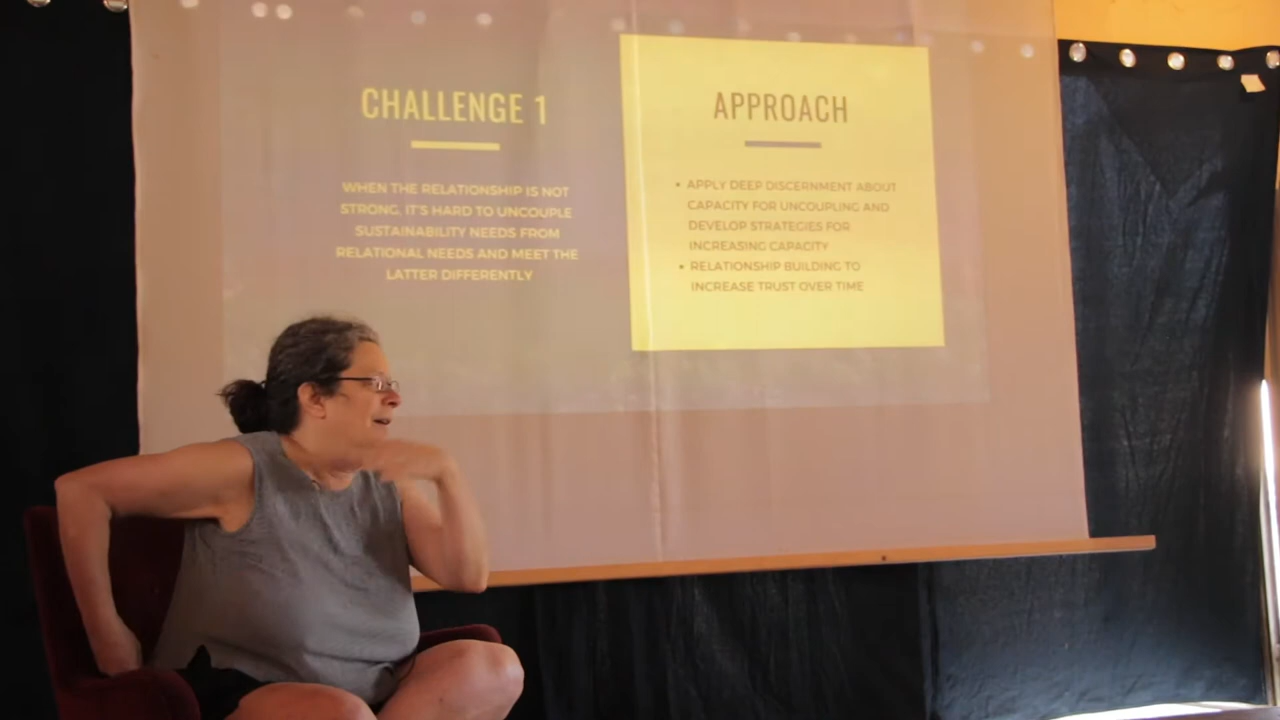 CHALLENGE 1
WHEN THE RELATIONSHIP IS NOT
STRONG, IT'S HARD TO UNCOUPLE
SUSTAINABILITY NEEDS FROM
RELATIONAL NEEDS AND MEET THE
LATTER DIFFERENTLY
APPROACH
• APPLY DEEP DISCERNMENT ABOUT
CAPACITY FOR UNCOUPLING AND
DEVELOP STRATEGIES FOR
INCREASING CAPACITY
• RELATIONSHIP BUILDING TO
INCREASE TRUST OVER TIME